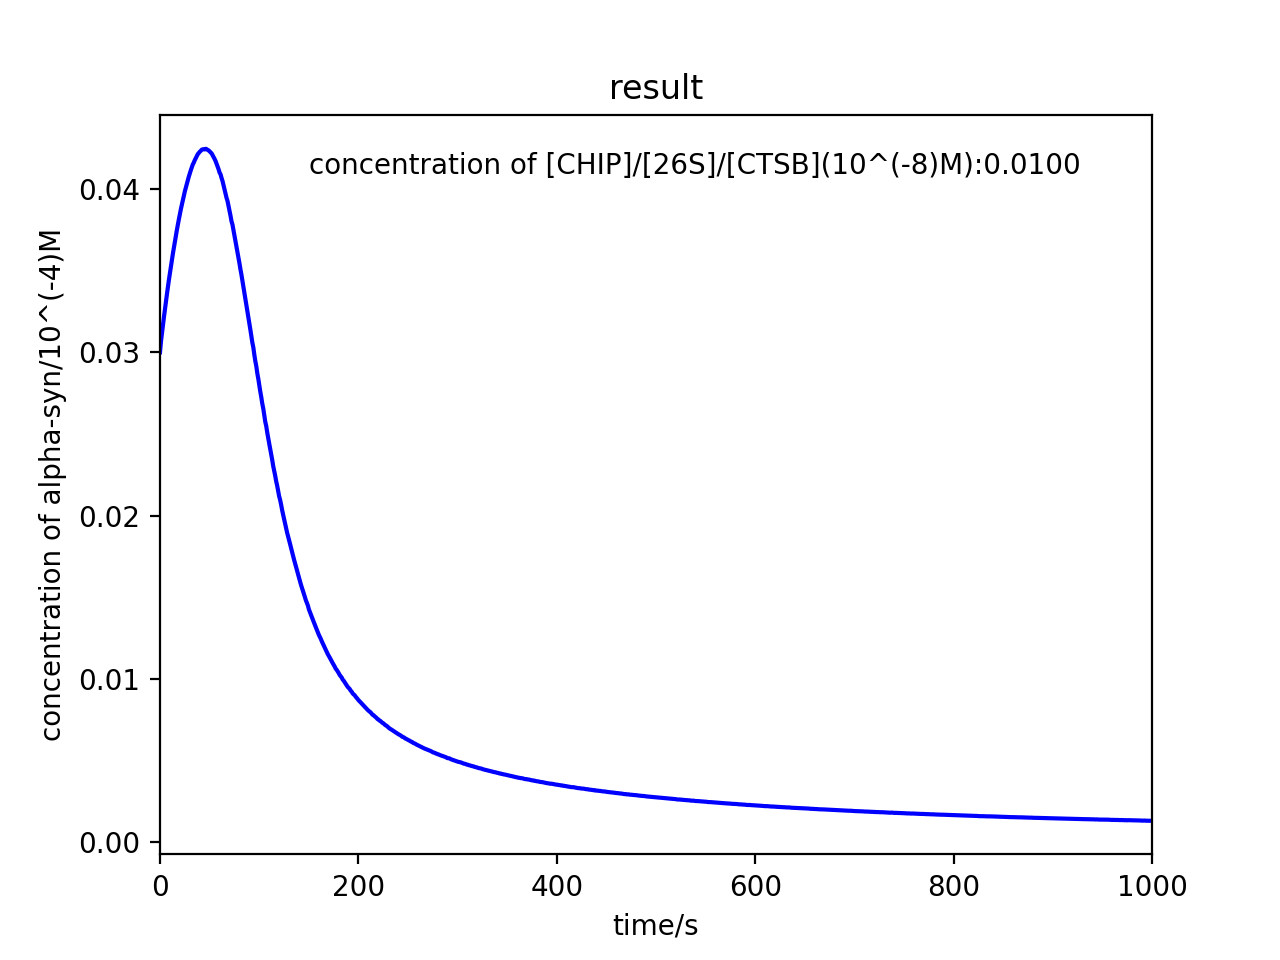 result
concentration of [CHIP]/[26S]/[CTSB](10^(-8)M):0.0100
concentration of alpha-syn/10^(-4)M
0.04
0.03
0.02
0.01
0.00
0 200 400 600 800 1000
time/s